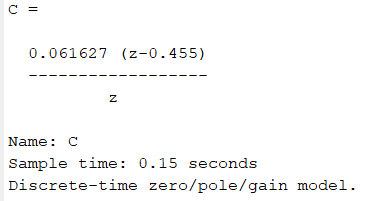 C =
0.061627 (z-0.455)
------------------
z
Name: C
Sample time: 0.15 seconds
Discrete-time zero/pole/gain model.